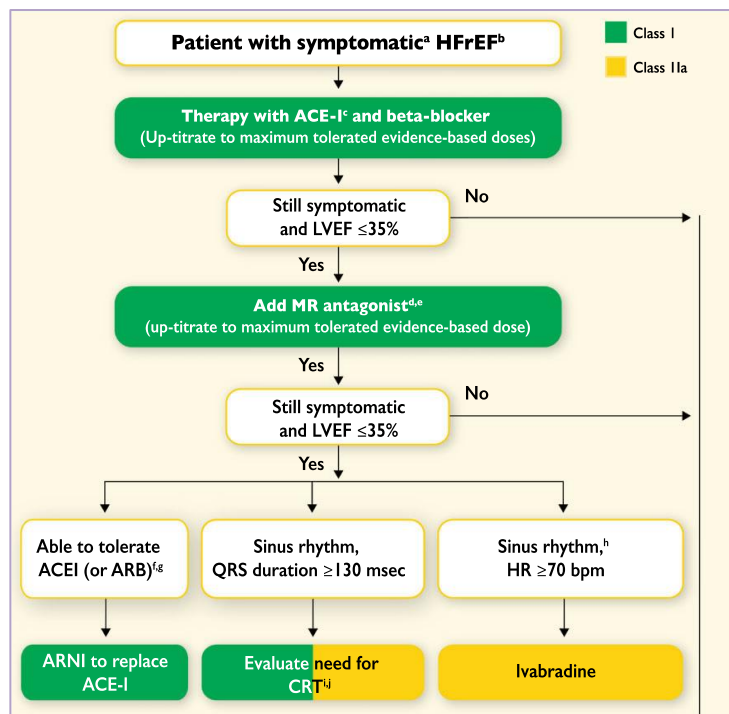 Patient with symptomaticᵃ HFrEFᵇ
Class I
Class IIa
Therapy with ACE-Iᶜ and beta-blocker
(Up-titrate to maximum tolerated evidence-based doses)
Still symptomatic
and LVEF ≤35%
No
Yes
Add MR antagonistᵈ,ᵉ
(up-titrate to maximum tolerated evidence-based dose)
Yes
Still symptomatic
and LVEF ≤35%
No
Yes
Able to tolerate
ACEI (or ARB)ᶠ,ᵍ
Sinus rhythm,
QRS duration ≥130 msec
Sinus rhythm,ʰ
HR ≥70 bpm
ARNI to replace
ACE-I
Evaluate need for
CRTⁱ,ʲ
Ivabradine